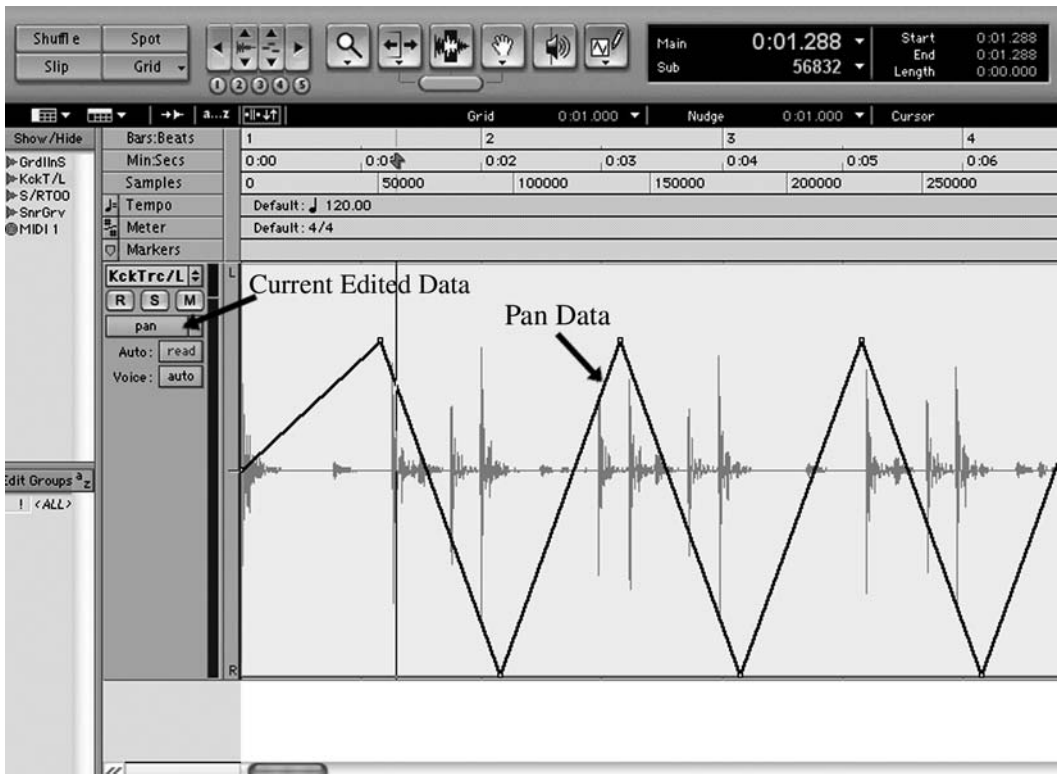 Shuffle Spot
Slip Grid
1 2 3 4 5
Main 0:01.288
Sub 56832
Start 0:01.288
End 0:01.288
Length 0:00.000
a...z
Grid 0:01.000
Nudge 0:01.000
Cursor
Show/Hide
GrdlInS
KckT/L
S/RTOO
SnrGrv
MIDI 1
Bars:Beats 1 2 3 4
Min:Secs 0:00 0:02 0:03 0:04 0:05 0:06
Samples 0 50000 100000 150000 200000 250000
Tempo Default: 120.00
Meter Default: 4/4
Markers
KckTrc/L
R S M
pan
Auto: read
Voice: auto
L
R
Current Edited Data
Pan Data
Edit Groups a z
! <ALL>